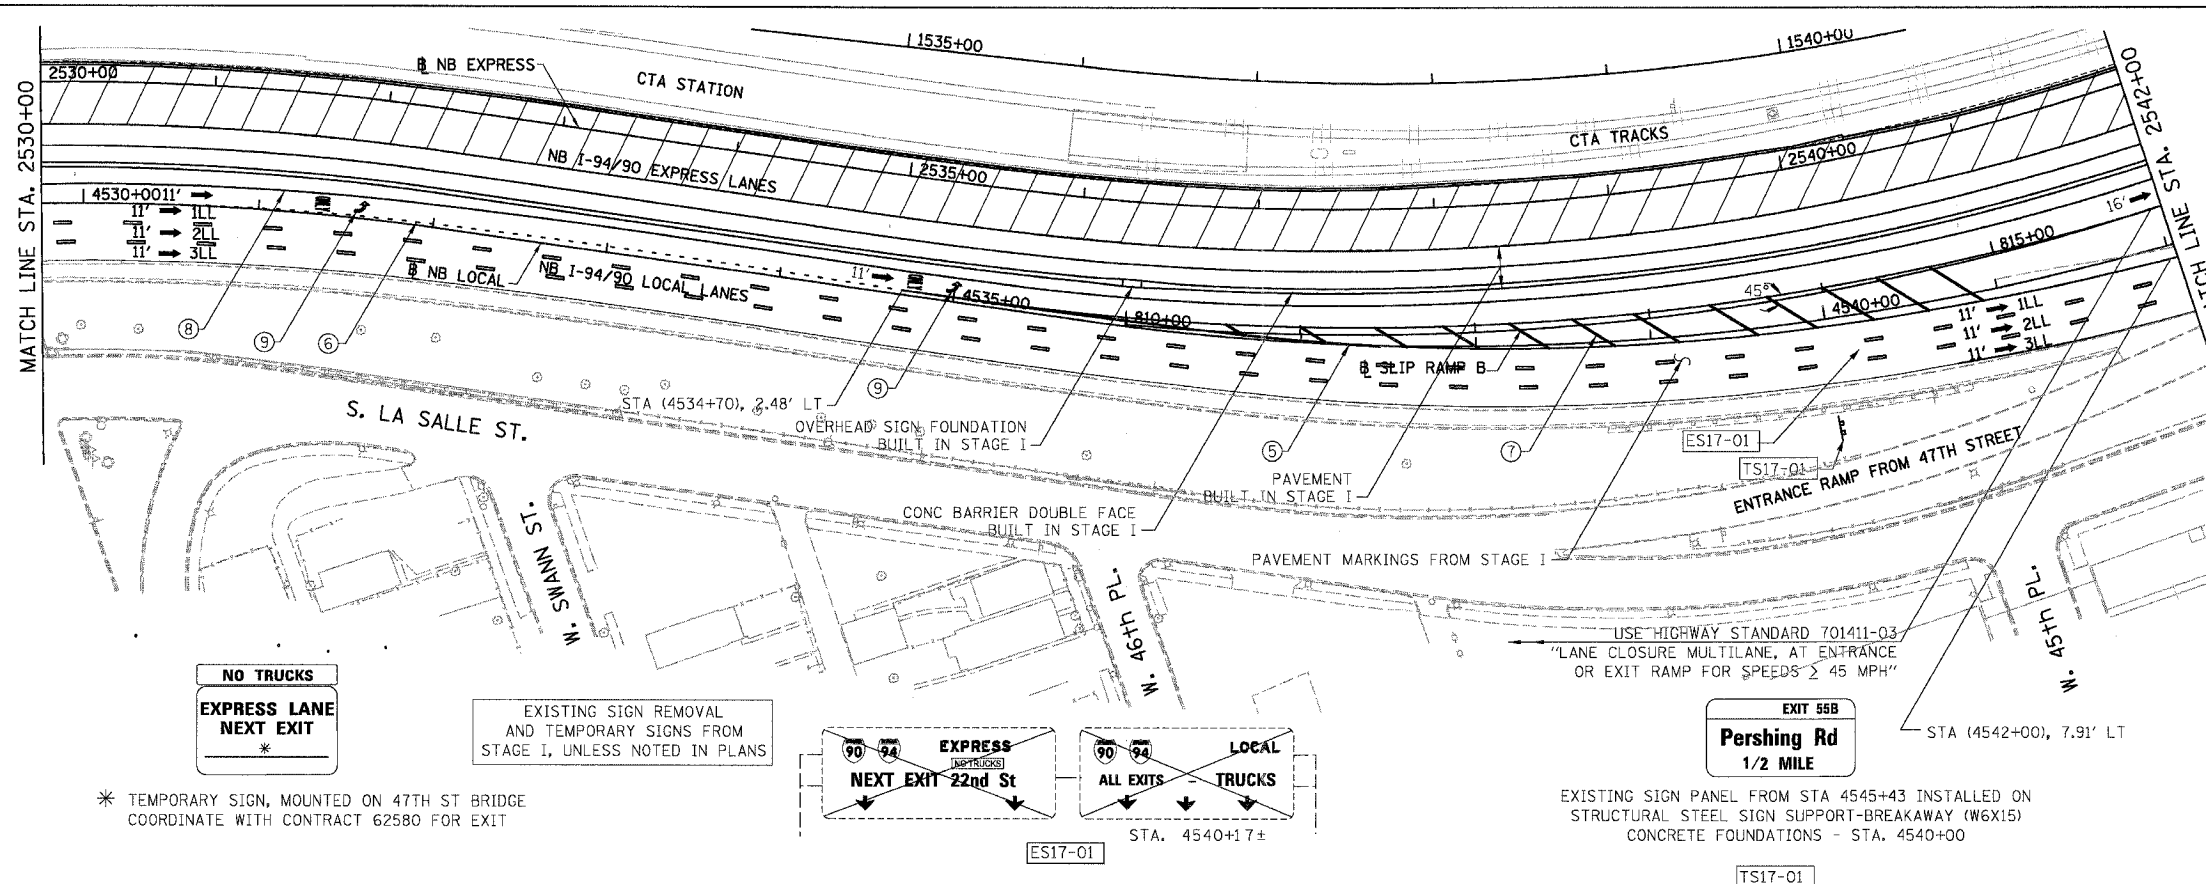 MATCH LINE STA. 2530+00
2530+00
℄ NB EXPRESS
CTA STATION
1535+00
1540+00
CTA TRACKS
2540+00
2535+00
NB I-94/90 EXPRESS LANES
MATCH LINE STA. 2542+00
4530+00
11'
11' 1LL
11' 2LL
11' 3LL
℄ NB LOCAL
NB I-94/90 LOCAL LANES
11'
4535+00
810+00
45°
4540+00
815+00
16'
11' 1LL
11' 2LL
11' 3LL
℄ SLIP RAMP B
8
9
6
9
5
7
STA (4534+70), 2.48' LT
OVERHEAD SIGN FOUNDATION
BUILT IN STAGE I
PAVEMENT
BUILT IN STAGE I
CONC BARRIER DOUBLE FACE
BUILT IN STAGE I
PAVEMENT MARKINGS FROM STAGE I
ES17-01
TS17-01
ENTRANCE RAMP FROM 47TH STREET
S. LA SALLE ST.
W. SWANN ST.
W. 46th PL.
W. 45th PL.
USE HIGHWAY STANDARD 701411-03
"LANE CLOSURE MULTILANE, AT ENTRANCE
OR EXIT RAMP FOR SPEEDS ≥ 45 MPH"
STA (4542+00), 7.91' LT
NO TRUCKS
EXPRESS LANE
NEXT EXIT
*
* TEMPORARY SIGN, MOUNTED ON 47TH ST BRIDGE
COORDINATE WITH CONTRACT 62580 FOR EXIT
EXISTING SIGN REMOVAL
AND TEMPORARY SIGNS FROM
STAGE I, UNLESS NOTED IN PLANS
90 94 EXPRESS
NO TRUCKS
NEXT EXIT 22nd St
90 94 LOCAL
ALL EXITS - TRUCKS
STA. 4540+17±
ES17-01
EXIT 55B
Pershing Rd
1/2 MILE
EXISTING SIGN PANEL FROM STA 4545+43 INSTALLED ON
STRUCTURAL STEEL SIGN SUPPORT-BREAKAWAY (W6X15)
CONCRETE FOUNDATIONS - STA. 4540+00
TS17-01